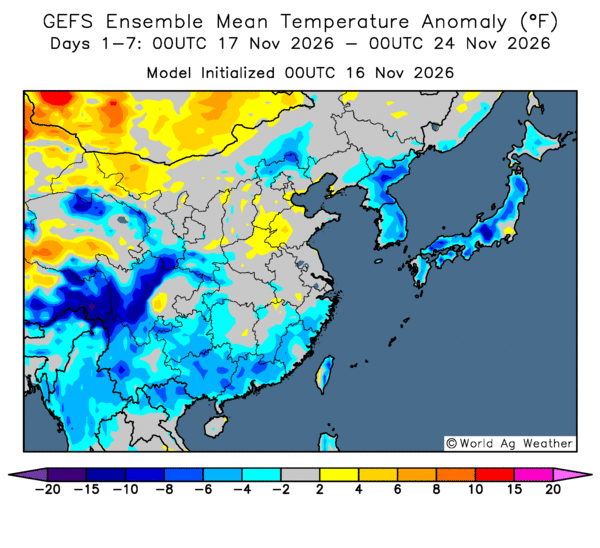 GEFS Ensemble Mean Temperature Anomaly (°F)
Days 1-7: 00UTC 17 Nov 2026 - 00UTC 24 Nov 2026
Model Initialized 00UTC 16 Nov 2026
© World Ag Weather
-20 -15 -10 -8 -6 -4 -2 2 4 6 8 10 15 20